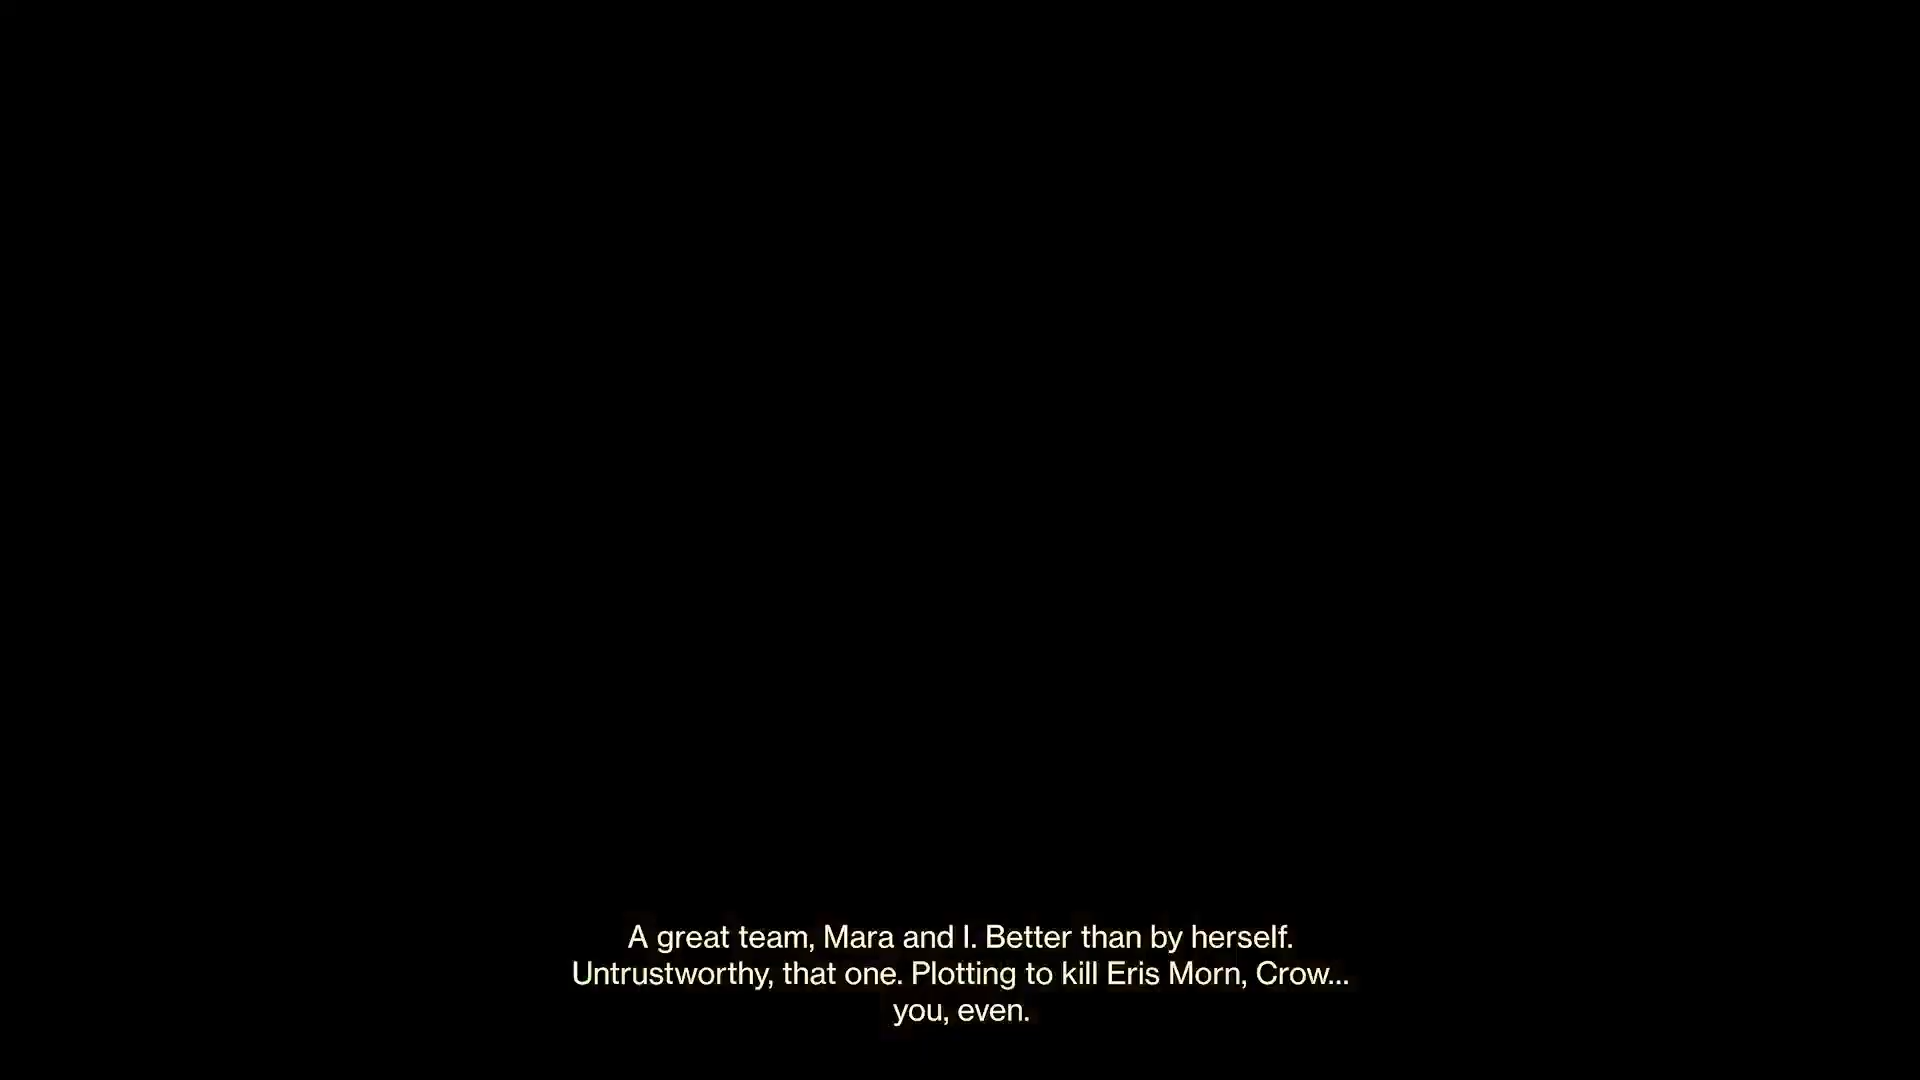 A great team, Mara and I. Better than by herself.
Untrustworthy, that one. Plotting to kill Eris Morn, Crow...
you, even.